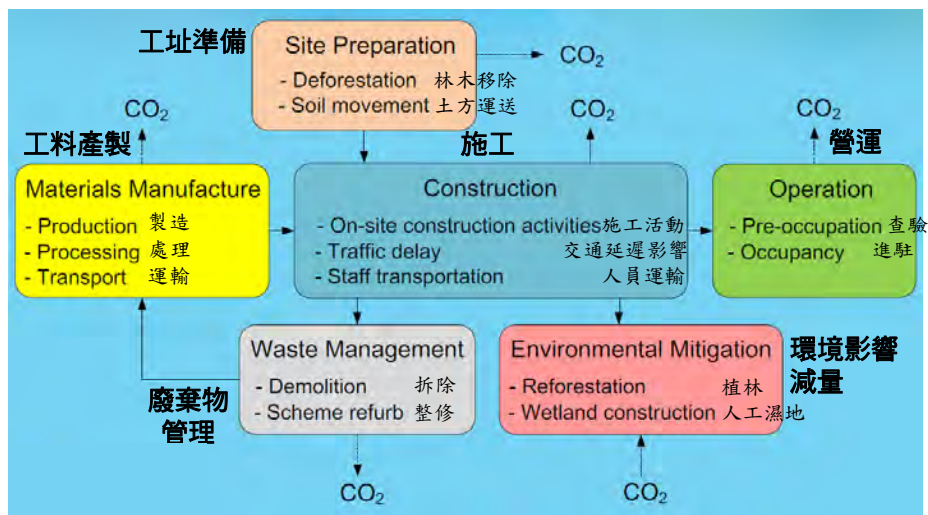 工址準備
Site Preparation
- Deforestation 林木移除
- Soil movement 土方運送
CO2
CO2
工料產製
Materials Manufacture
- Production 製造
- Processing 處理
- Transport 運輸
CO2
施工
Construction
- On-site construction activities 施工活動
- Traffic delay 交通延遲影響
- Staff transportation 人員運輸
CO2
營運
Operation
- Pre-occupation 查驗
- Occupancy 進駐
廢棄物
管理
Waste Management
- Demolition 拆除
- Scheme refurb 整修
CO2
Environmental Mitigation
- Reforestation 植林
- Wetland construction 人工濕地
環境影響
減量
CO2